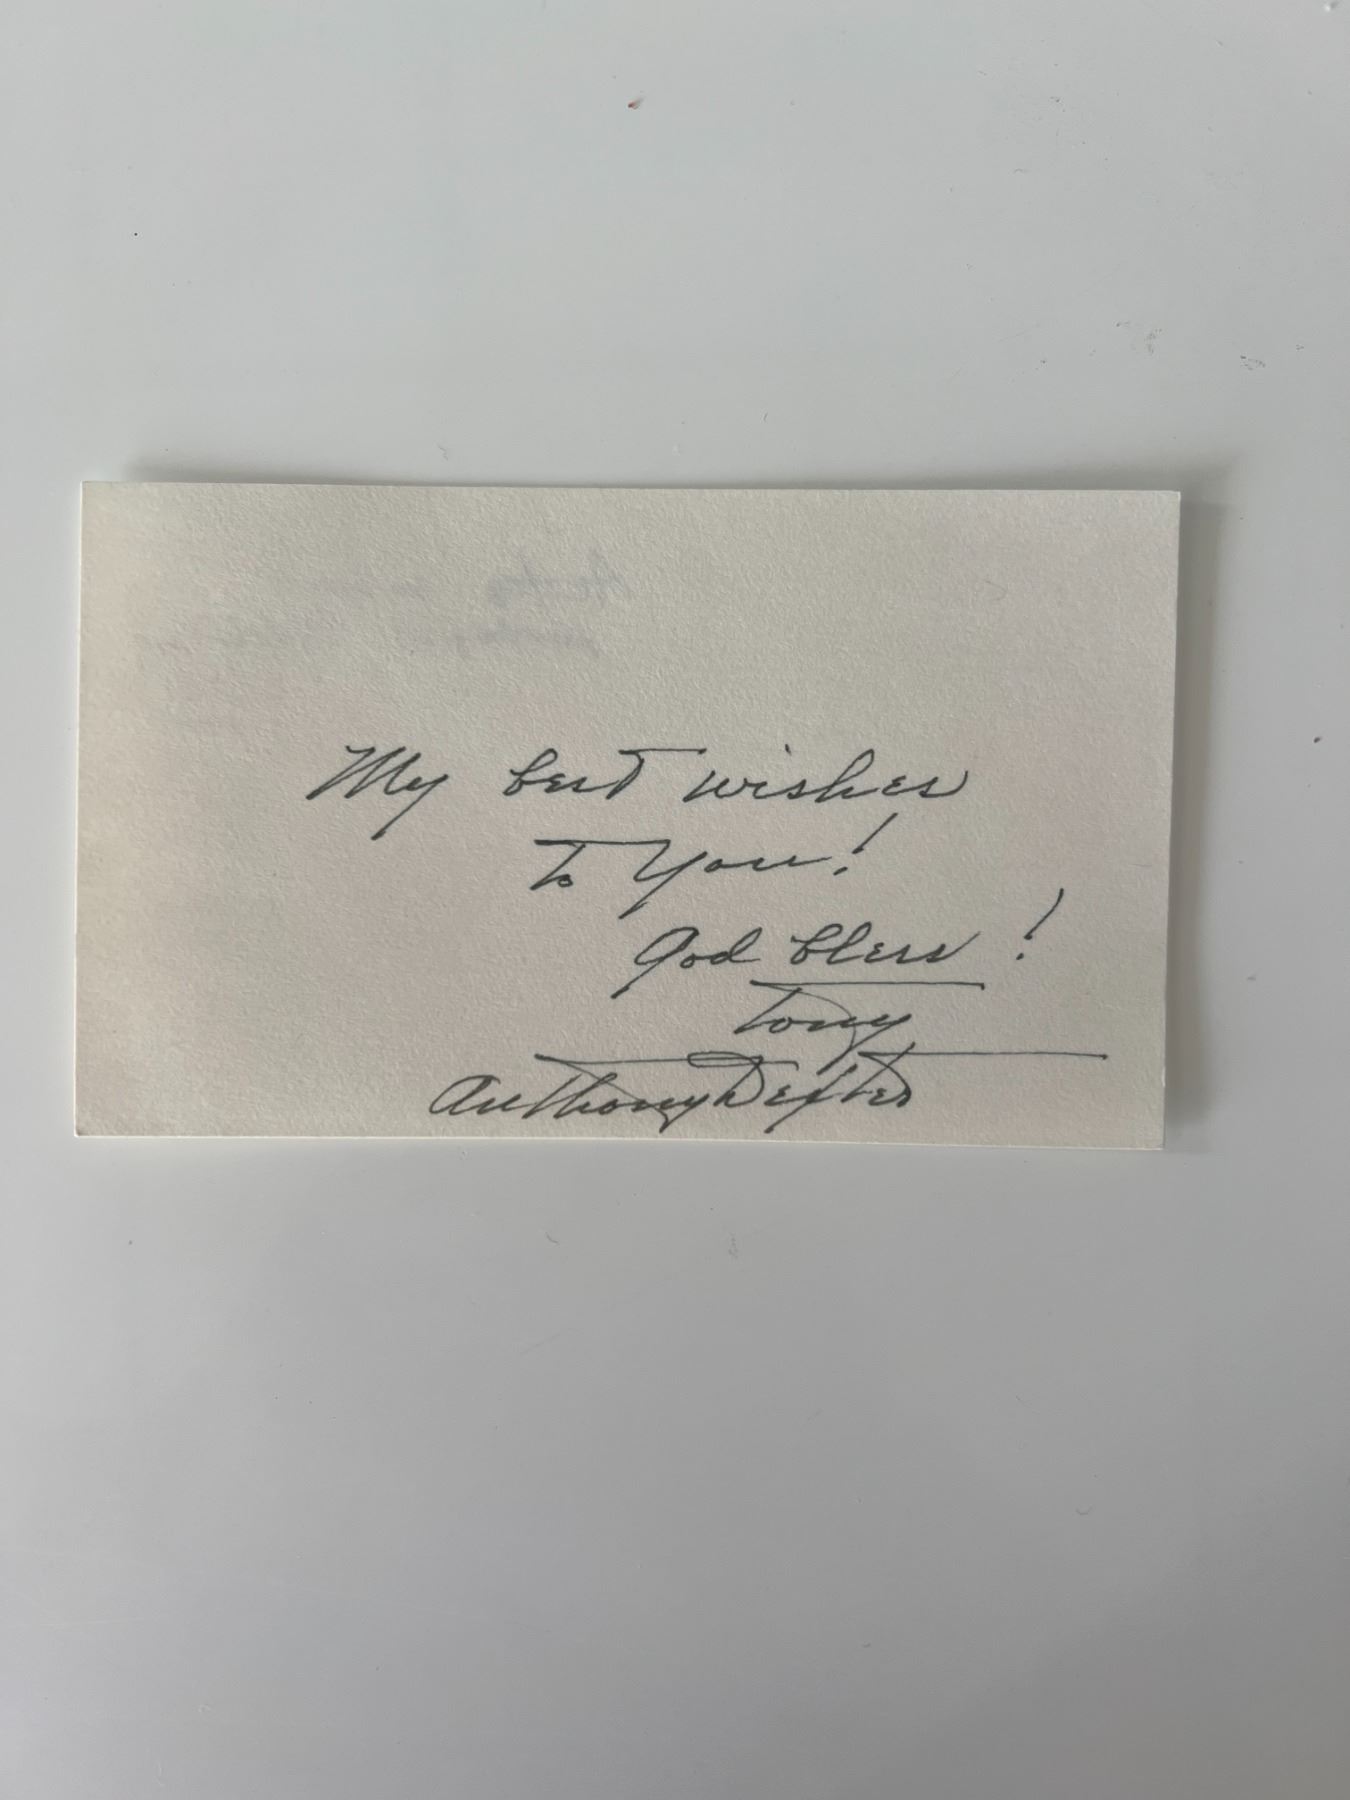 My best wishes
to You!
God bless!
Tony
Anthony Dexter